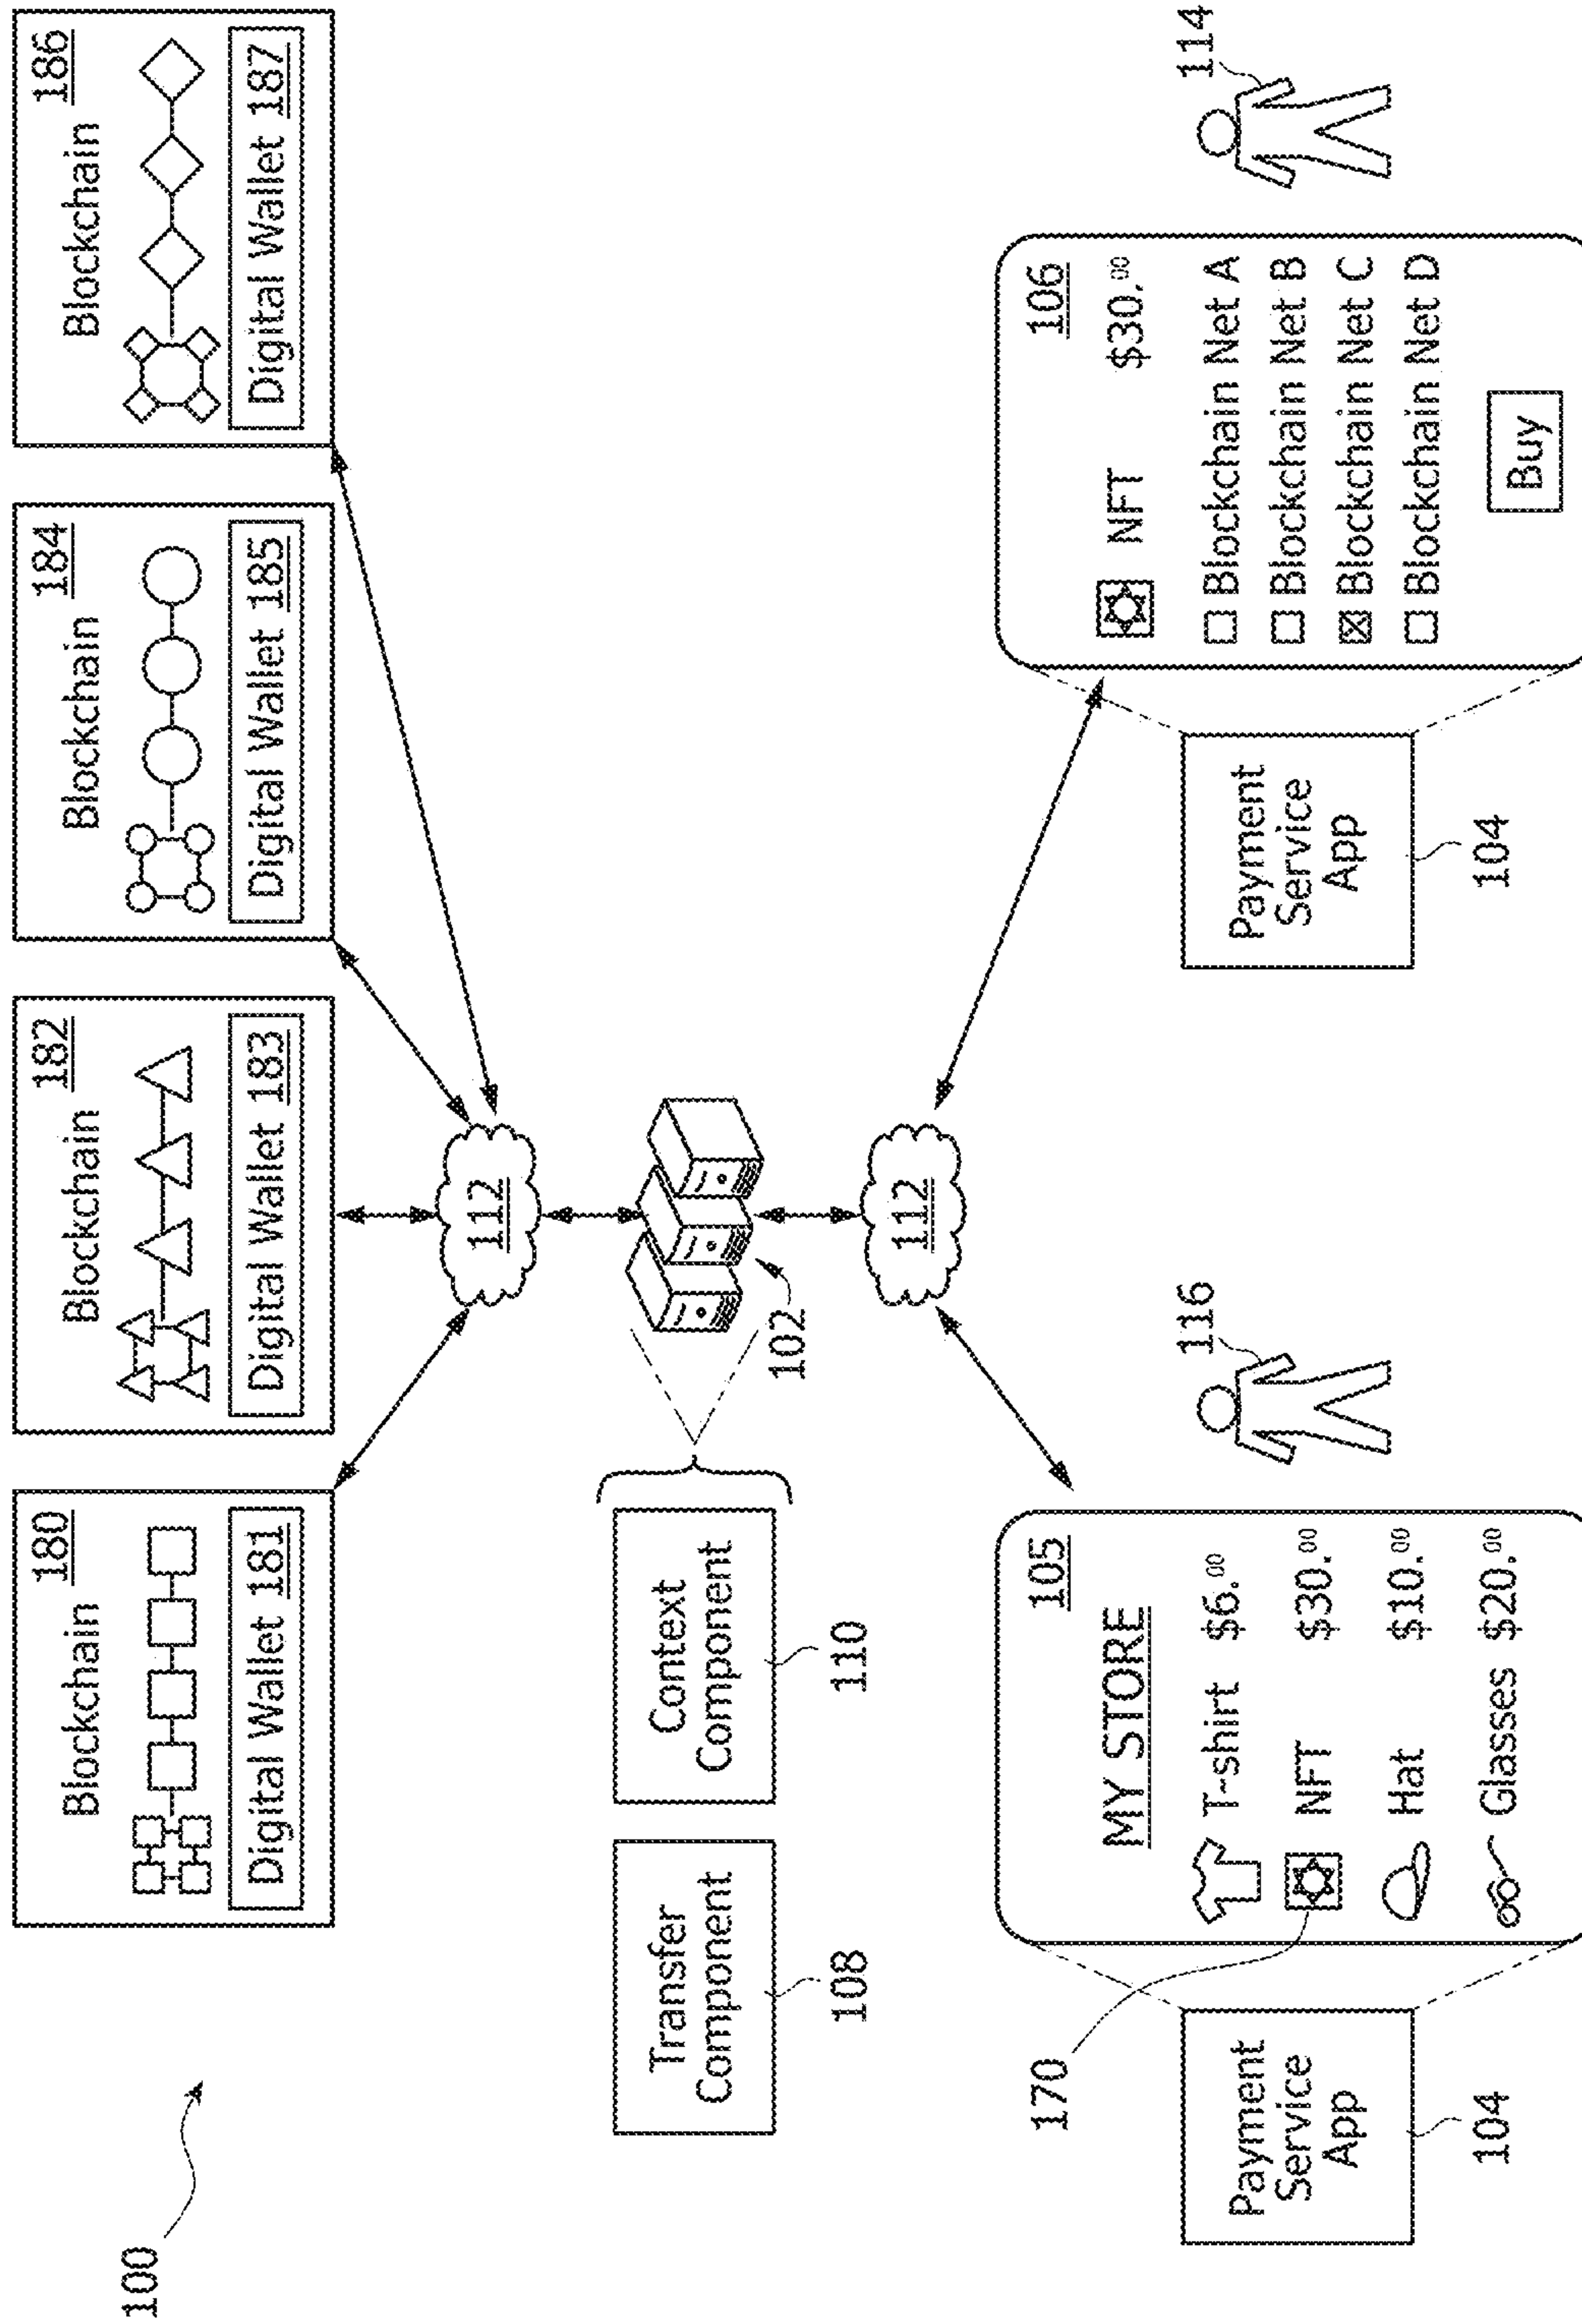 100
Blockchain 180
Digital Wallet 181
Blockchain 182
Digital Wallet 183
Blockchain 184
Digital Wallet 185
Blockchain 186
Digital Wallet 187
112
Transfer
Component
108
Context
Component
110
102
112
170
Payment
Service
App
104
105
MY STORE
T-shirt $6.00
NFT $30.00
Hat $10.00
Glasses $20.00
116
Payment
Service
App
104
106
NFT $30.00
Blockchain Net A
Blockchain Net B
Blockchain Net C
Blockchain Net D
Buy
114